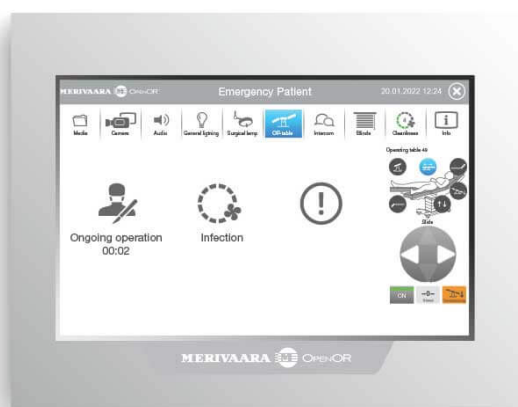 MERIVAARA M OPENOR
Emergency Patient
20.01.2022 12:24
Media
Camera
Audio
General lighting
Surgical lamp
OR-table
Intercom
Blinds
Cleanliness
Info
Operating table 4X
Ongoing operation
00:02
Infection
Slide
ON
MERIVAARA M OPENOR